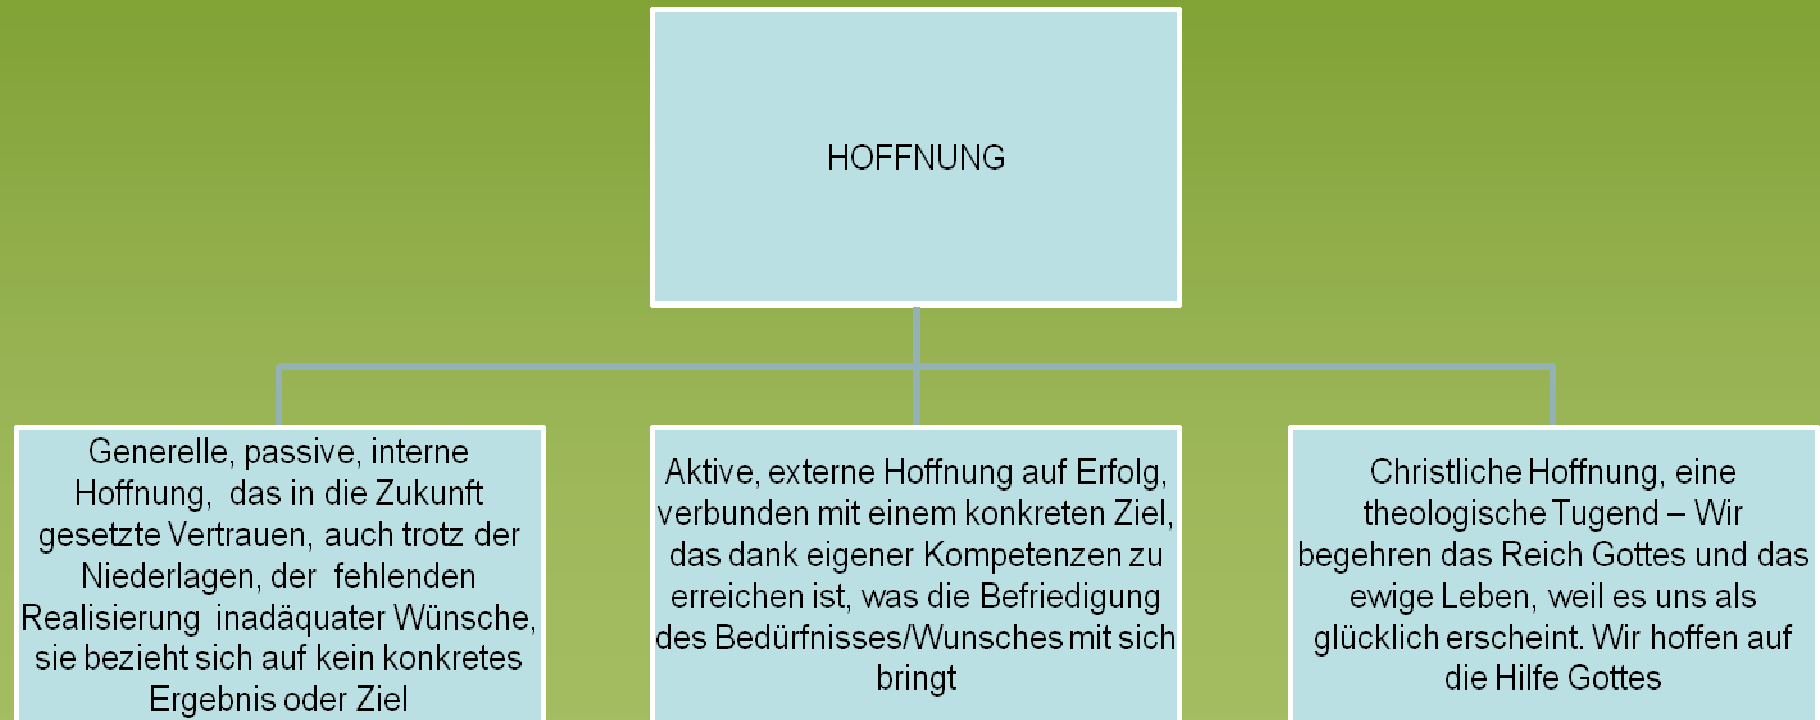 HOFFNUNG
Generelle, passive, interne
Hoffnung, das in die Zukunft
gesetzte Vertrauen, auch trotz der
Niederlagen, der fehlenden
Realisierung inadäquater Wünsche,
sie bezieht sich auf kein konkretes
Ergebnis oder Ziel
Aktive, externe Hoffnung auf Erfolg,
verbunden mit einem konkreten Ziel,
das dank eigener Kompetenzen zu
erreichen ist, was die Befriedigung
des Bedürfnisses/Wunsches mit sich
bringt
Christliche Hoffnung, eine
theologische Tugend – Wir
begehren das Reich Gottes und das
ewige Leben, weil es uns als
glücklich erscheint. Wir hoffen auf
die Hilfe Gottes